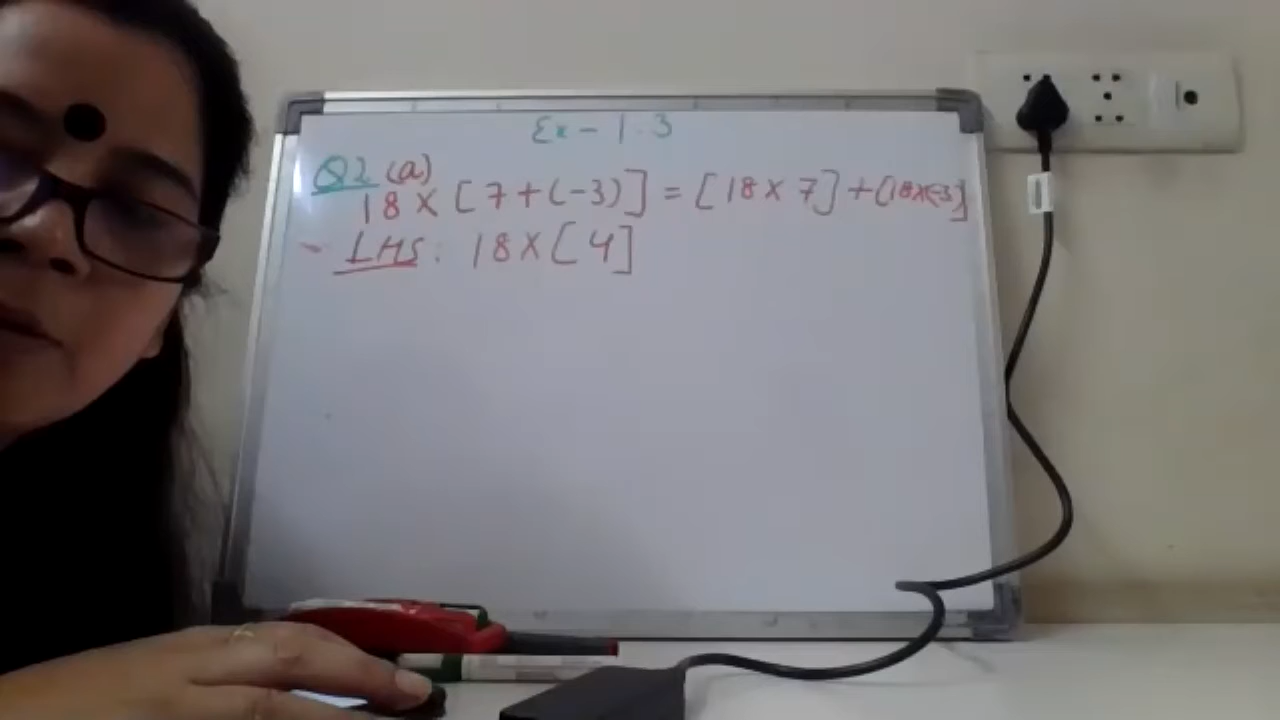 Ex - 1.3
Q2 (a)
18 × [7 + (-3)] = [18 × 7] + [18×(-3)]
LHS: 18 × [4]